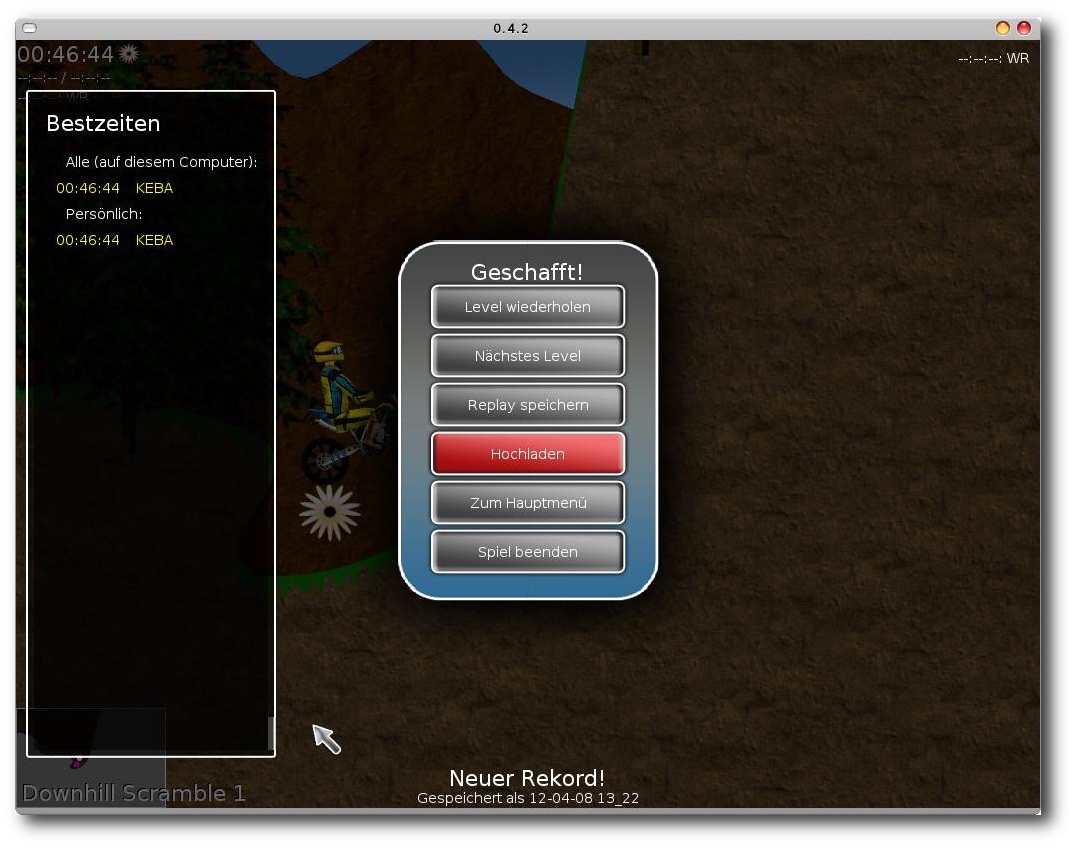 0.4.2
00:46:44
--:--:-- / --:--:--
--:--:--: WR
--:--:--: WR
Bestzeiten
Alle (auf diesem Computer):
00:46:44 KEBA
Persönlich:
00:46:44 KEBA
Geschafft!
Level wiederholen
Nächstes Level
Replay speichern
Hochladen
Zum Hauptmenü
Spiel beenden
Neuer Rekord!
Gespeichert als 12-04-08 13_22
Downhill Scramble 1